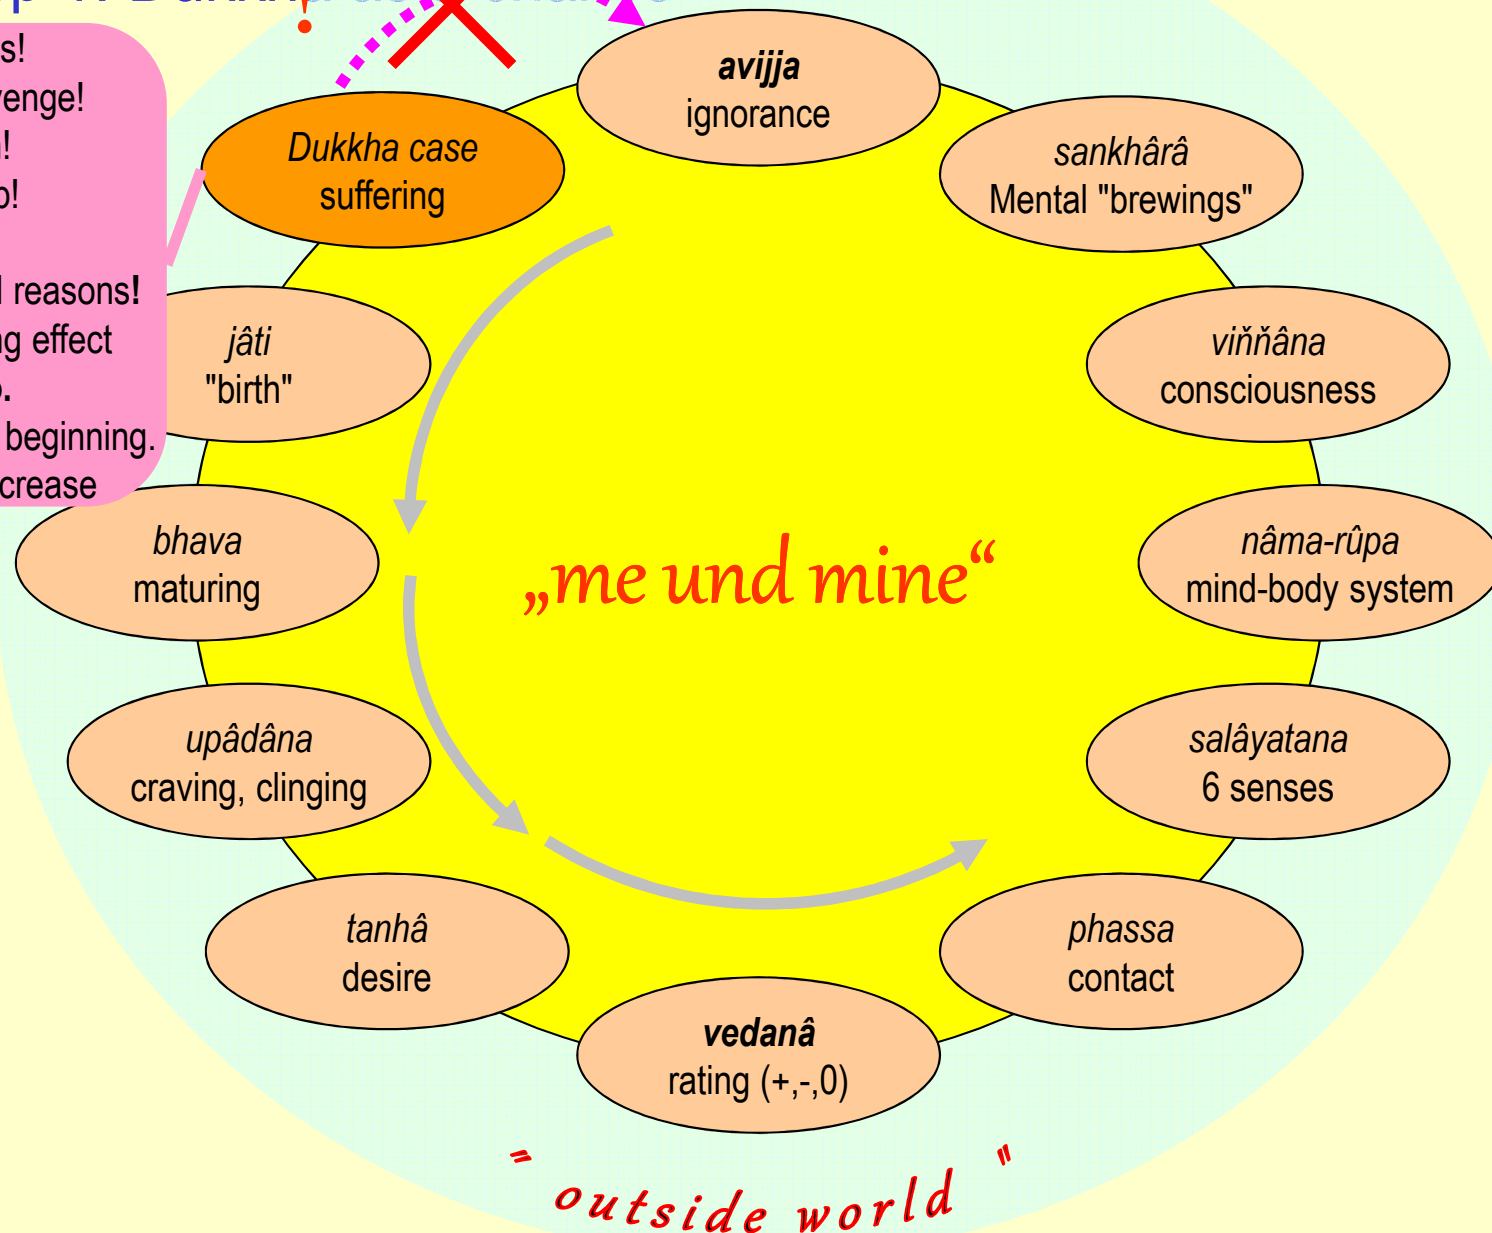 avijja
ignorance
Dukkha case
suffering
sankhârâ
Mental "brewings"
reasons!
effect
beginning.
jâti
"birth"
viňňâna
consciousness
bhava
maturing
„me und mine“
nâma-rûpa
mind-body system
upâdâna
craving, clinging
salâyatana
6 senses
tanhâ
desire
phassa
contact
vedanâ
rating (+,-,0)
" outside world "